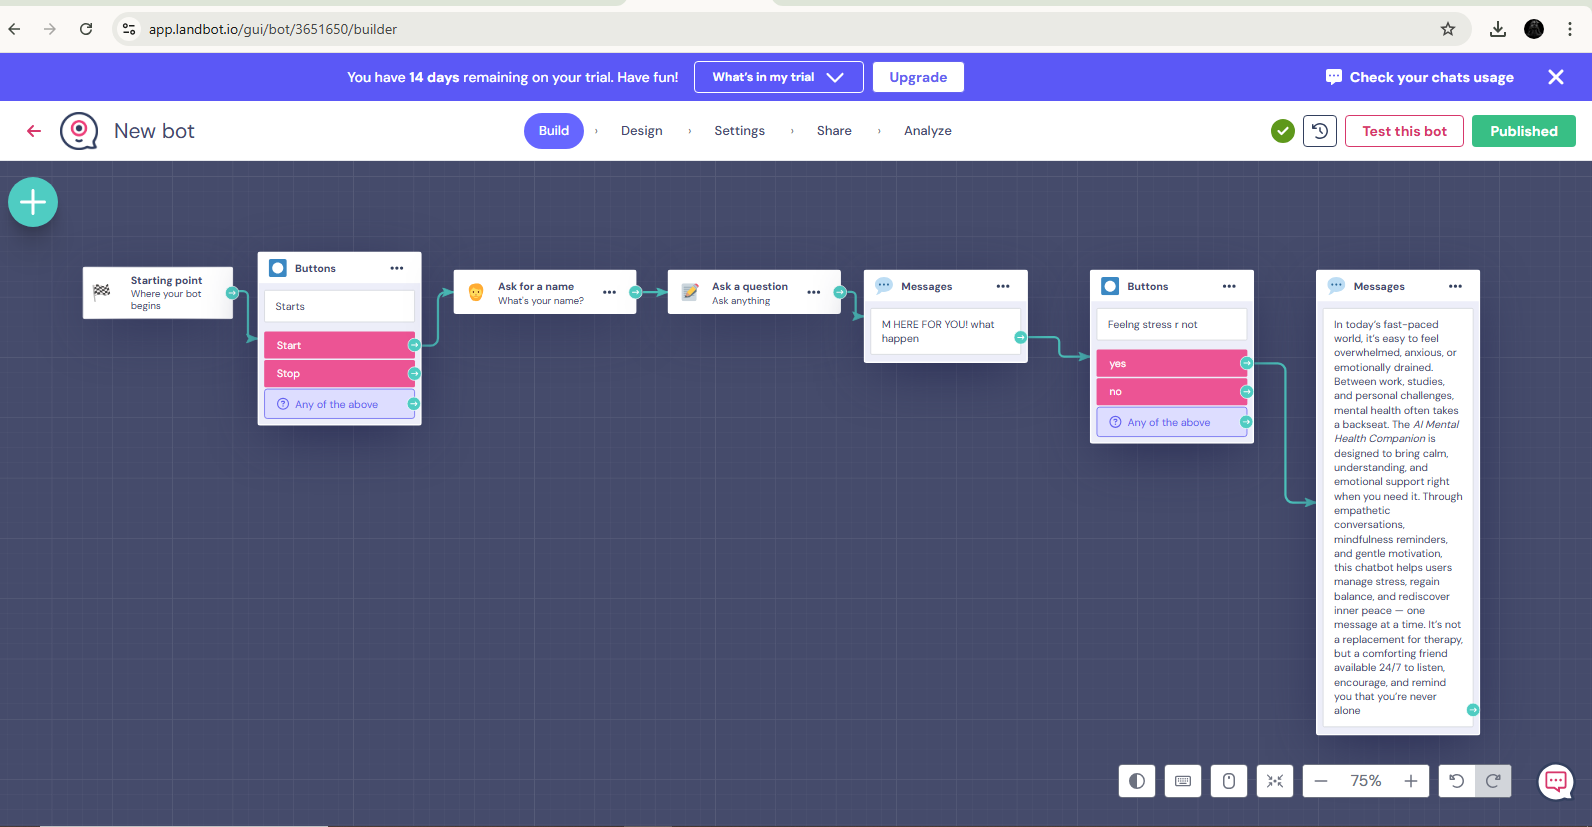 app.landbot.io/gui/bot/3651650/builder
You have 14 days remaining on your trial. Have fun!
What's in my trial
Upgrade
Check your chats usage
New bot
Build
Design
Settings
Share
Analyze
Test this bot
Published
Starting point
Where your bot
begins
Buttons
Starts
Start
Stop
Any of the above
Ask for a name
What's your name?
Ask a question
Ask anything
Messages
M HERE FOR YOU! what
happen
Buttons
Feelng stress r not
yes
no
Any of the above
Messages
In today's fast-paced
world, it's easy to feel
overwhelmed, anxious, or
emotionally drained.
Between work, studies,
and personal challenges,
mental health often takes
a backseat. The AI Mental
Health Companion is
designed to bring calm,
understanding, and
emotional support right
when you need it. Through
empathetic
conversations,
mindfulness reminders,
and gentle motivation,
this chatbot helps users
manage stress, regain
balance, and rediscover
inner peace — one
message at a time. It's not
a replacement for therapy,
but a comforting friend
available 24/7 to listen,
encourage, and remind
you that you're never
alone
75%